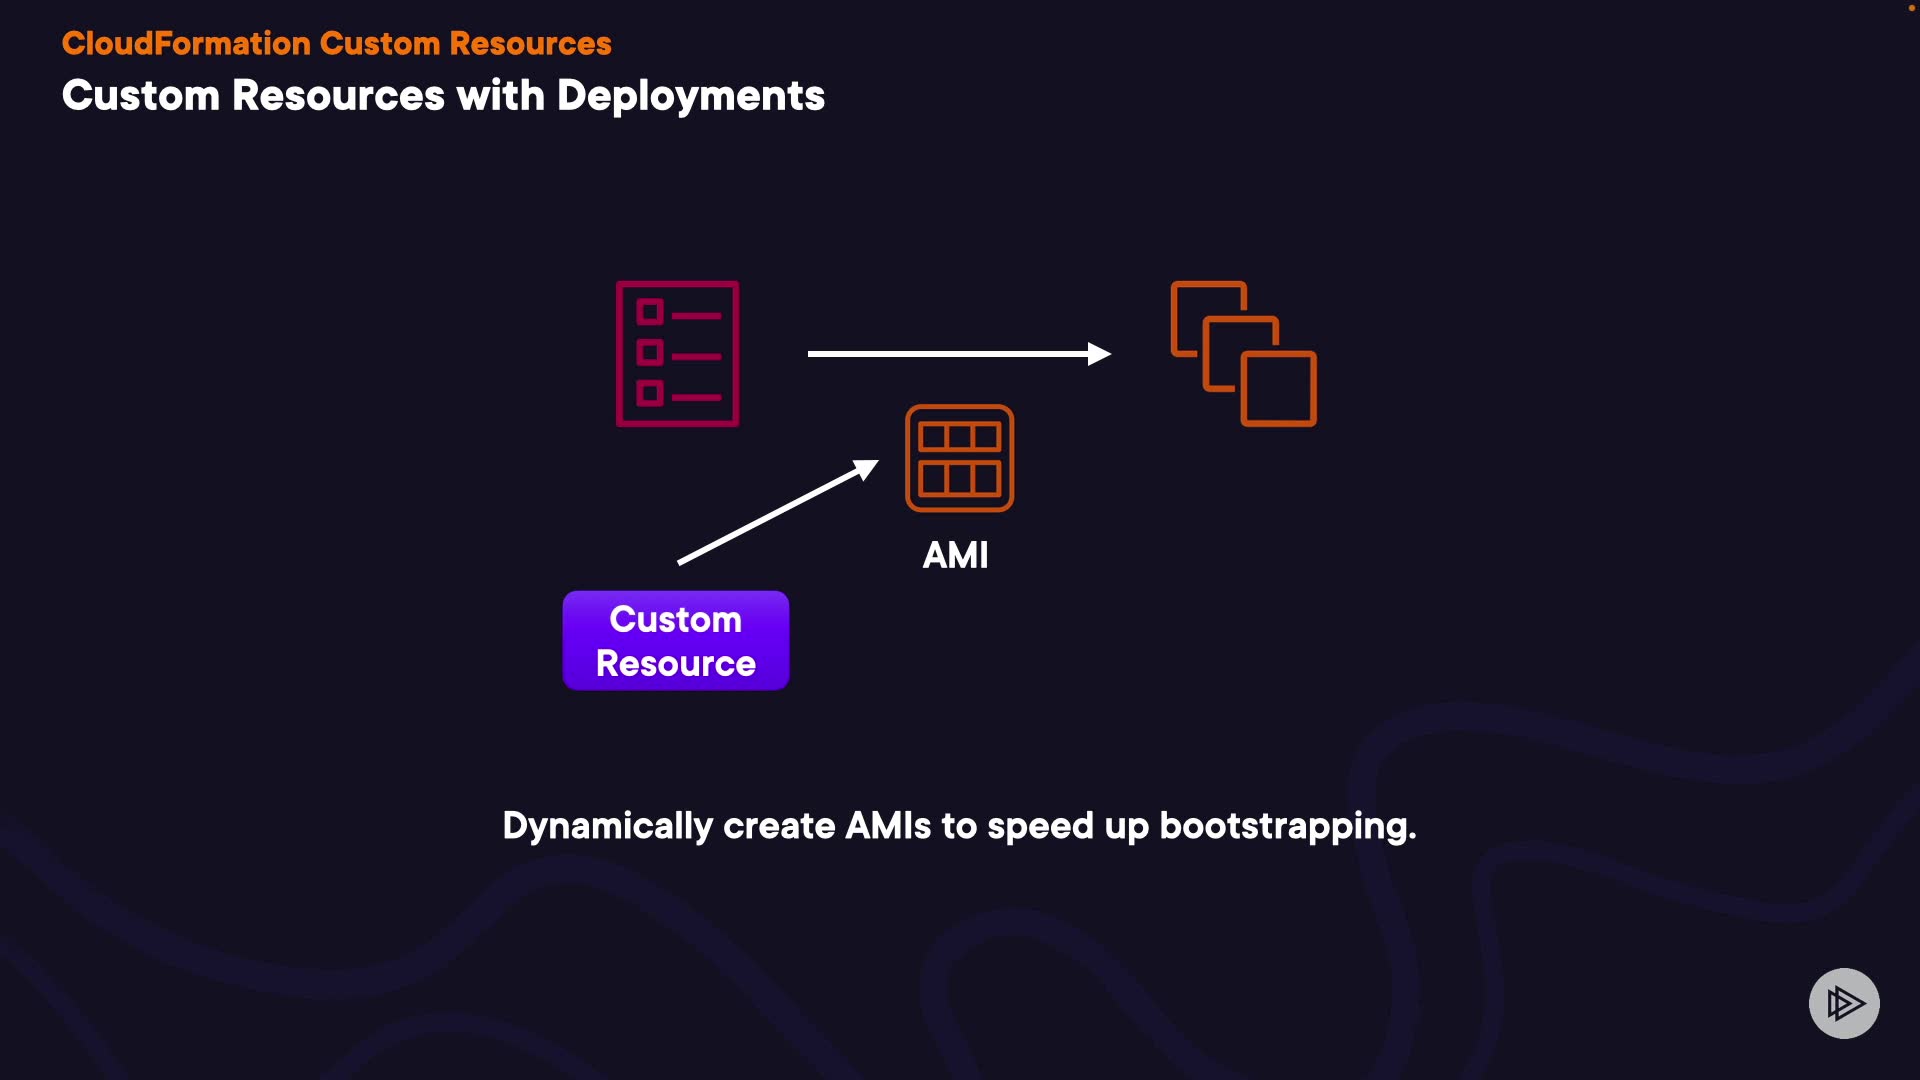 CloudFormation Custom Resources
Custom Resources with Deployments
AMI
Custom
Resource
Dynamically create AMIs to speed up bootstrapping.